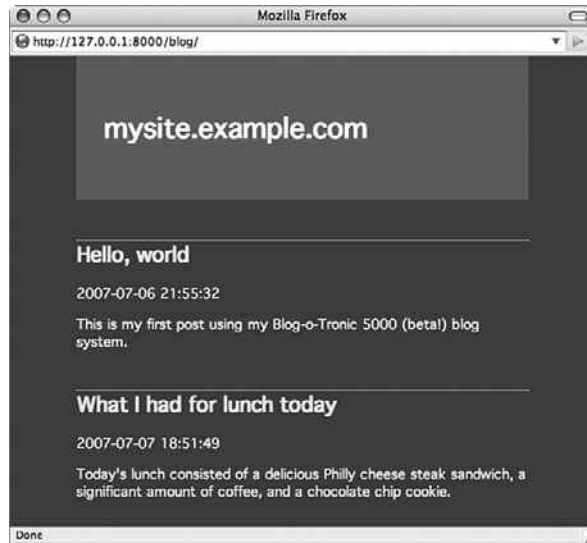 Mozilla Firefox
http://127.0.0.1:8000/blog/
mysite.example.com
Hello, world
2007-07-06 21:55:32
This is my first post using my Blog-o-Tronic 5000 (beta!) blog
system.
What I had for lunch today
2007-07-07 18:51:49
Today's lunch consisted of a delicious Philly cheese steak sandwich, a
significant amount of coffee, and a chocolate chip cookie.
Done